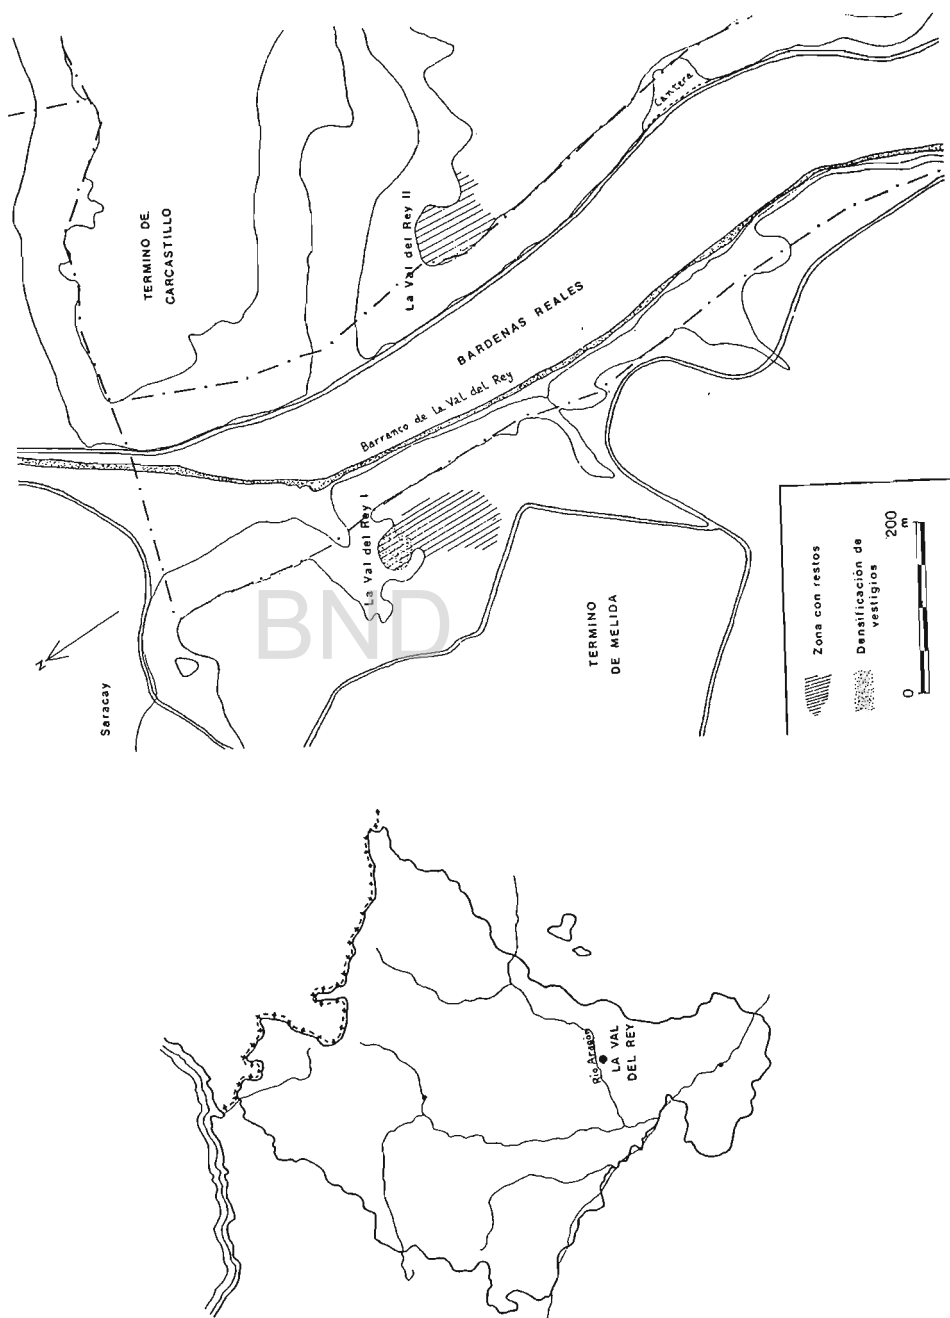 TERMINO DE
CARCASTILLO
La Val del Rey II
Cantera
BARDENAS REALES
Barranco de La Val del Rey
La Val del Rey I
BND
N
Saracay
TERMINO
DE MELIDA
Zona con restos
Densificación de
vestigios
0
200
m
Río Aragón
LA VAL
DEL REY